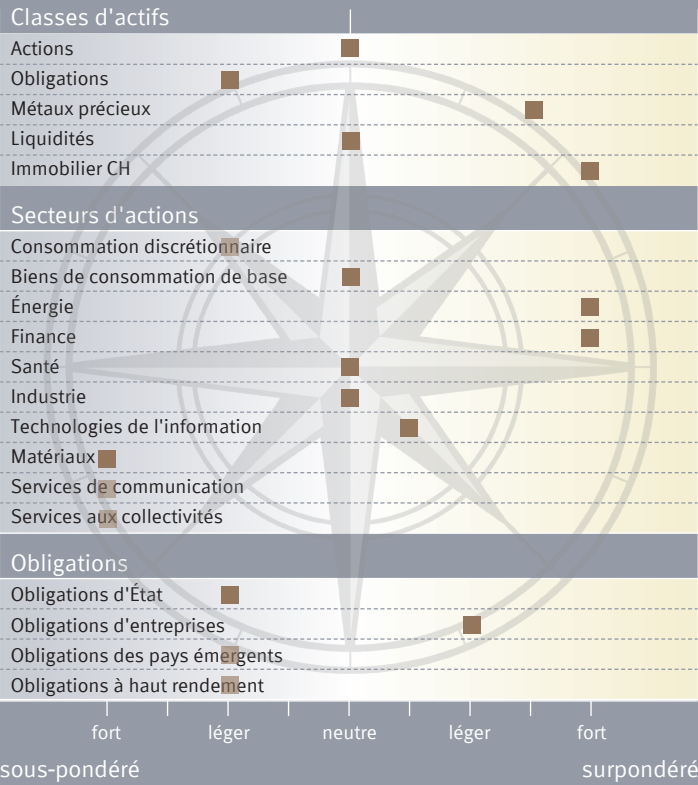 Classes d'actifs
Actions
Obligations
Métaux précieux
Liquidités
Immobilier CH
Secteurs d'actions
Consommation discrétionnaire
Biens de consommation de base
Énergie
Finance
Santé
Industrie
Technologies de l'information
Matériaux
Services de communication
Services aux collectivités
Obligations
Obligations d'État
Obligations d'entreprises
Obligations des pays émergents
Obligations à haut rendement
fort léger neutre léger fort
sous-pondéré surpondéré